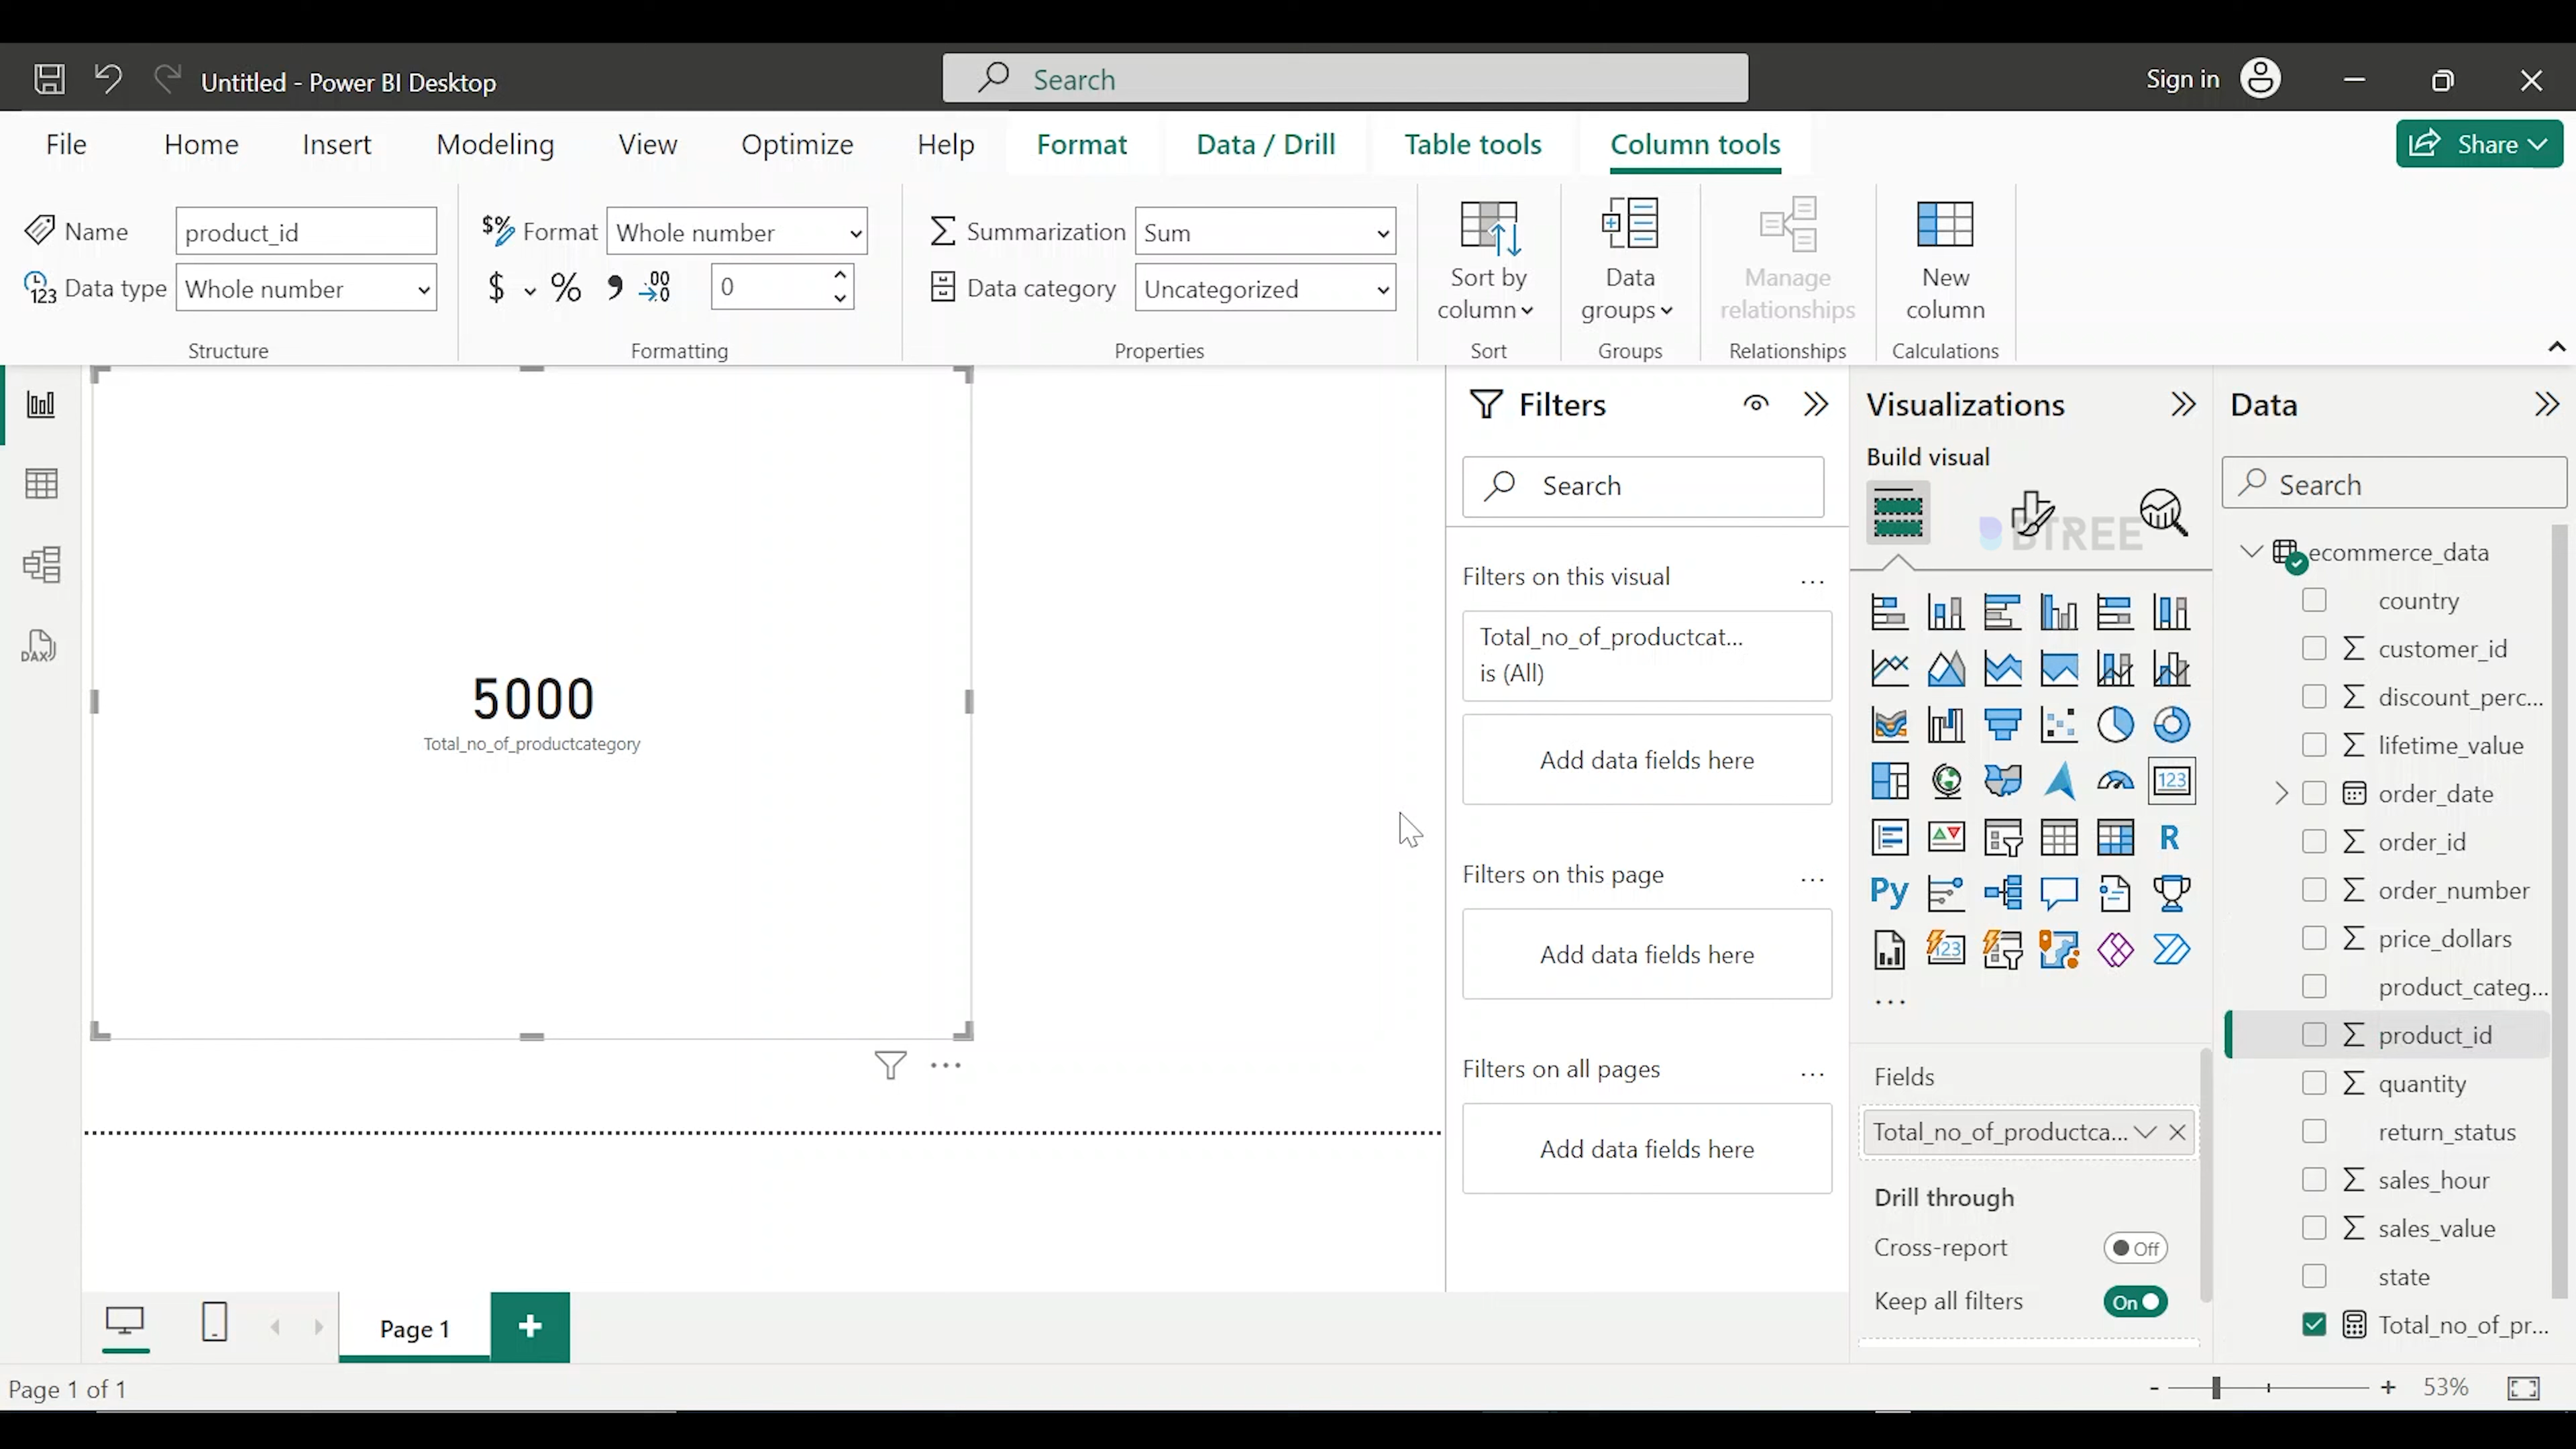 Untitled - Power BI Desktop
Search
Sign in
File Home Insert Modeling View Optimize Help Format Data / Drill Table tools Column tools
Share
Name product_id
Data type Whole number
Structure
$% Format Whole number
$ % , .00 0
Formatting
Summarization Sum
Data category Uncategorized
Properties
Sort by
column
Sort
Data
groups
Groups
Manage
relationships
Relationships
New
column
Calculations
DAX
5000
Total_no_of_productcategory
Filters
Search
Filters on this visual
Total_no_of_productcat...
is (All)
Add data fields here
Filters on this page
Add data fields here
Filters on all pages
Add data fields here
Visualizations
Build visual
BTREE
123
R
Py
123
Fields
Total_no_of_productca...
Drill through
Cross-report Off
Keep all filters On
Data
Search
ecommerce_data
country
customer_id
discount_perc...
lifetime_value
order_date
order_id
order_number
price_dollars
product_categ...
product_id
quantity
return_status
sales_hour
sales_value
state
Total_no_of_pr...
Page 1
Page 1 of 1
53%